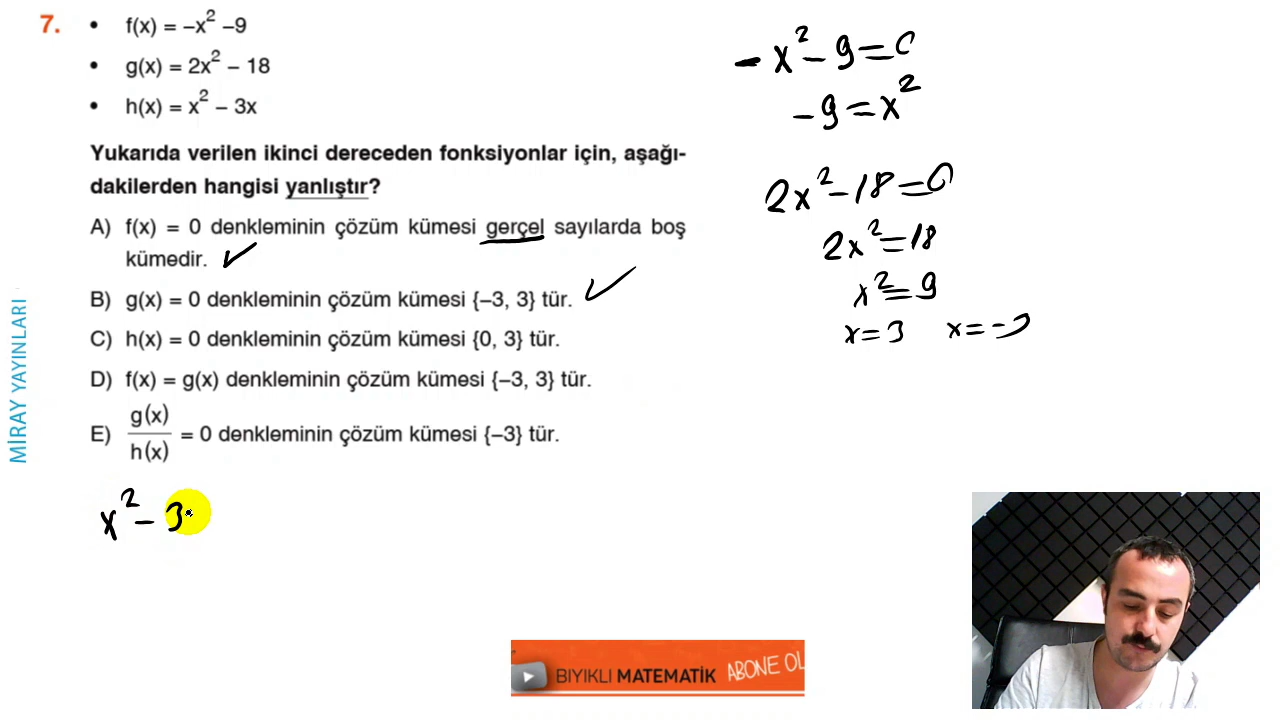 7. • f(x) = –x² –9
• g(x) = 2x² – 18
• h(x) = x² – 3x
Yukarıda verilen ikinci dereceden fonksiyonlar için, aşağı-
dakilerden hangisi yanlıştır?
A) f(x) = 0 denkleminin çözüm kümesi gerçel sayılarda boş
kümedir. ✓
B) g(x) = 0 denkleminin çözüm kümesi {–3, 3} tür. ✓
C) h(x) = 0 denkleminin çözüm kümesi {0, 3} tür.
D) f(x) = g(x) denkleminin çözüm kümesi {–3, 3} tür.
E) g(x)/h(x) = 0 denkleminin çözüm kümesi {–3} tür.
x² – 3
–x² – 9 = 0
–9 = x²
2x² – 18 = 0
2x² = 18
x² = 9
x = 3 x = –3
MİRAY YAYINLARI
BIYIKLI MATEMATİK ABONE OL